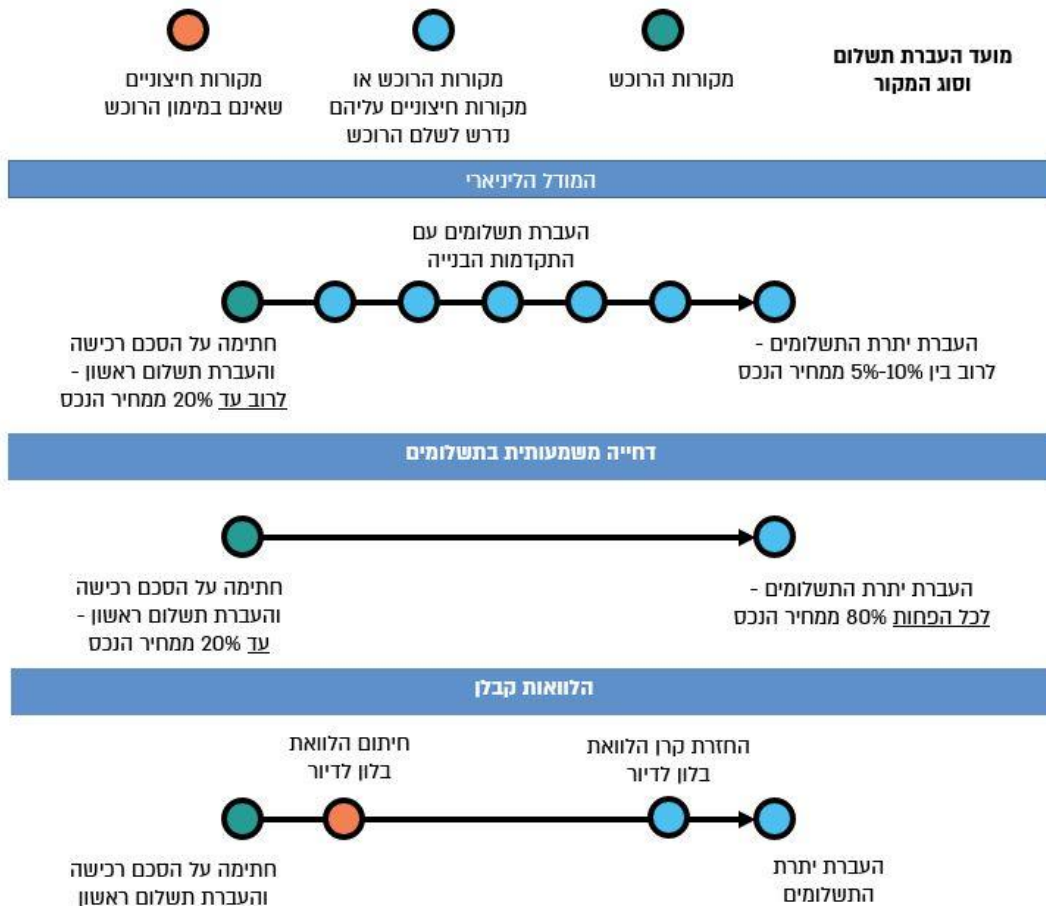 מועד העברת תשלום
וסוג המקור
מקורות הרוכש
מקורות הרוכש או
מקורות חיצוניים עליהם
נדרש לשלם הרוכש
מקורות חיצוניים
שאינם במימון הרוכש
המודל הליניארי
העברת תשלומים עם
התקדמות הבנייה
חתימה על הסכם רכישה
והעברת תשלום ראשון -
לרוב עד 20% ממחיר הנכס
העברת יתרת התשלומים -
לרוב בין 5%-10% ממחיר הנכס
דחייה משמעותית בתשלומים
חתימה על הסכם רכישה
והעברת תשלום ראשון -
עד 20% ממחיר הנכס
העברת יתרת התשלומים -
לכל הפחות 80% ממחיר הנכס
הלוואות קבלן
חיתום הלוואת
בלון לדיור
החזרת קרן הלוואת
בלון לדיור
חתימה על הסכם רכישה
והעברת תשלום ראשון
העברת יתרת
התשלומים